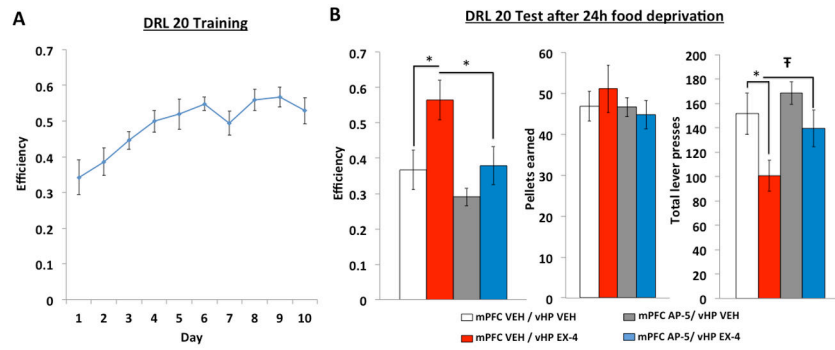 A
DRL 20 Training
0.7
0.6
0.5
0.4
0.3
0.2
0.1
0
Efficiency
1 2 3 4 5 6 7 8 9 10
Day
B
DRL 20 Test after 24h food deprivation
0.7
0.6
0.5
0.4
0.3
0.2
0.1
0
Efficiency
*
*
60
50
40
30
20
10
0
Pellets earned
200
180
160
140
120
100
80
60
40
20
0
Total lever presses
*
Ŧ
mPFC VEH / vHP VEH
mPFC AP-5/ vHP VEH
mPFC VEH / vHP EX-4
mPFC AP-5/ vHP EX-4